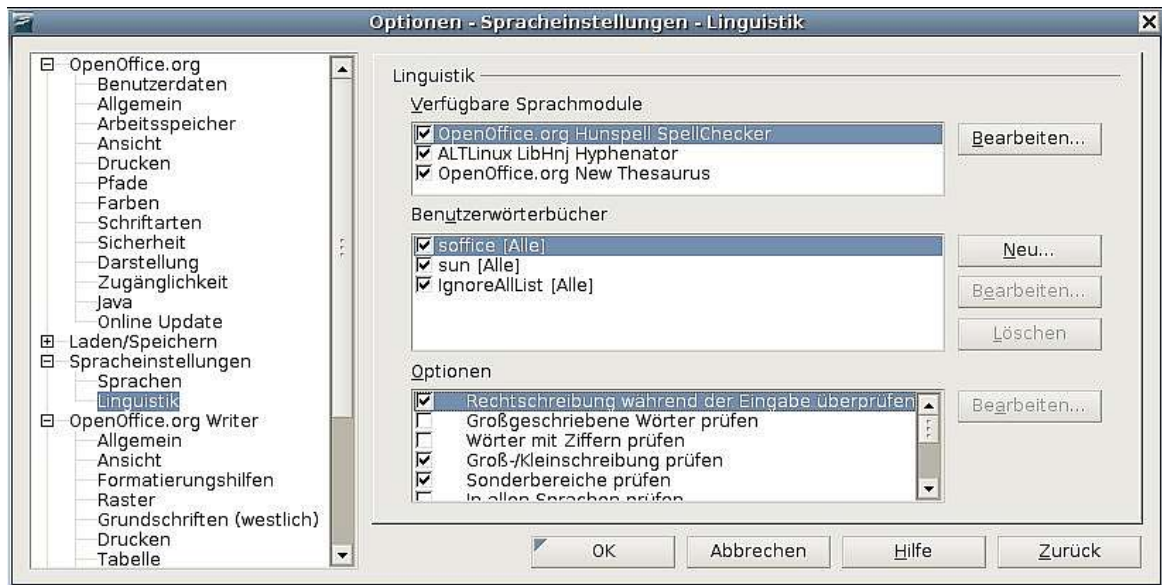 Optionen - Spracheinstellungen - Linguistik
OpenOffice.org
Benutzerdaten
Allgemein
Arbeitsspeicher
Ansicht
Drucken
Pfade
Farben
Schriftarten
Sicherheit
Darstellung
Zugänglichkeit
Java
Online Update
Laden/Speichern
Spracheinstellungen
Sprachen
Linguistik
OpenOffice.org Writer
Allgemein
Ansicht
Formatierungshilfen
Raster
Grundschriften (westlich)
Drucken
Tabelle
Linguistik
Verfügbare Sprachmodule
OpenOffice.org Hunspell SpellChecker
ALTLinux LibHnj Hyphenator
OpenOffice.org New Thesaurus
Bearbeiten...
Benutzerwörterbücher
soffice [Alle]
sun [Alle]
IgnoreAllList [Alle]
Neu...
Bearbeiten...
Löschen
Optionen
Rechtschreibung während der Eingabe überprüfen
Großgeschriebene Wörter prüfen
Wörter mit Ziffern prüfen
Groß-/Kleinschreibung prüfen
Sonderbereiche prüfen
In allen Sprachen prüfen
Bearbeiten...
OK
Abbrechen
Hilfe
Zurück